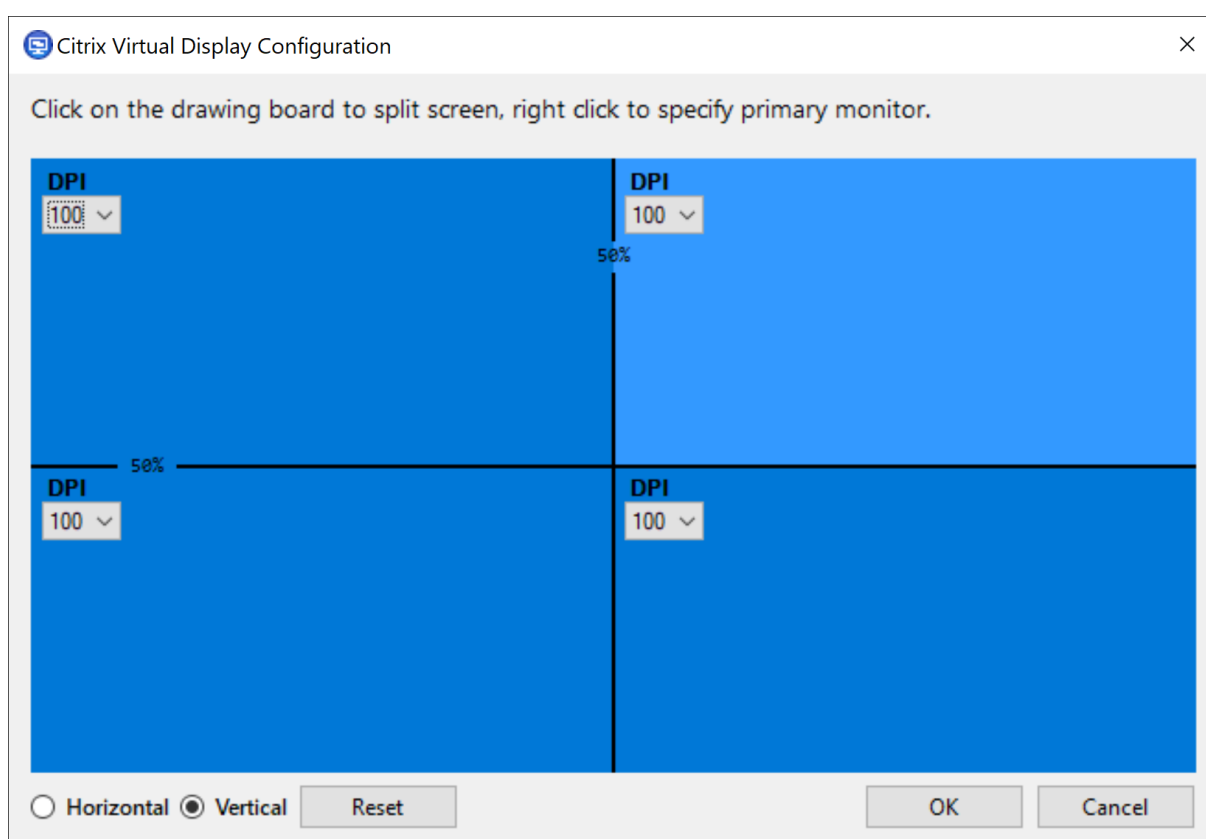 Citrix Virtual Display Configuration
Click on the drawing board to split screen, right click to specify primary monitor.
DPI
100
DPI
100
50%
50%
DPI
100
DPI
100
Horizontal
Vertical
Reset
OK
Cancel